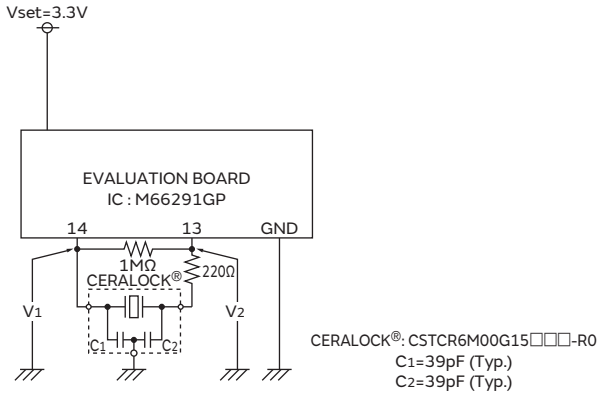 Vset=3.3V
EVALUATION BOARD
IC : M66291GP
14 13 GND
1MΩ
220Ω
CERALOCK®
V1 V2
C1 C2
CERALOCK®: CSTCR6M00G15□□□-R0
C1=39pF (Typ.)
C2=39pF (Typ.)